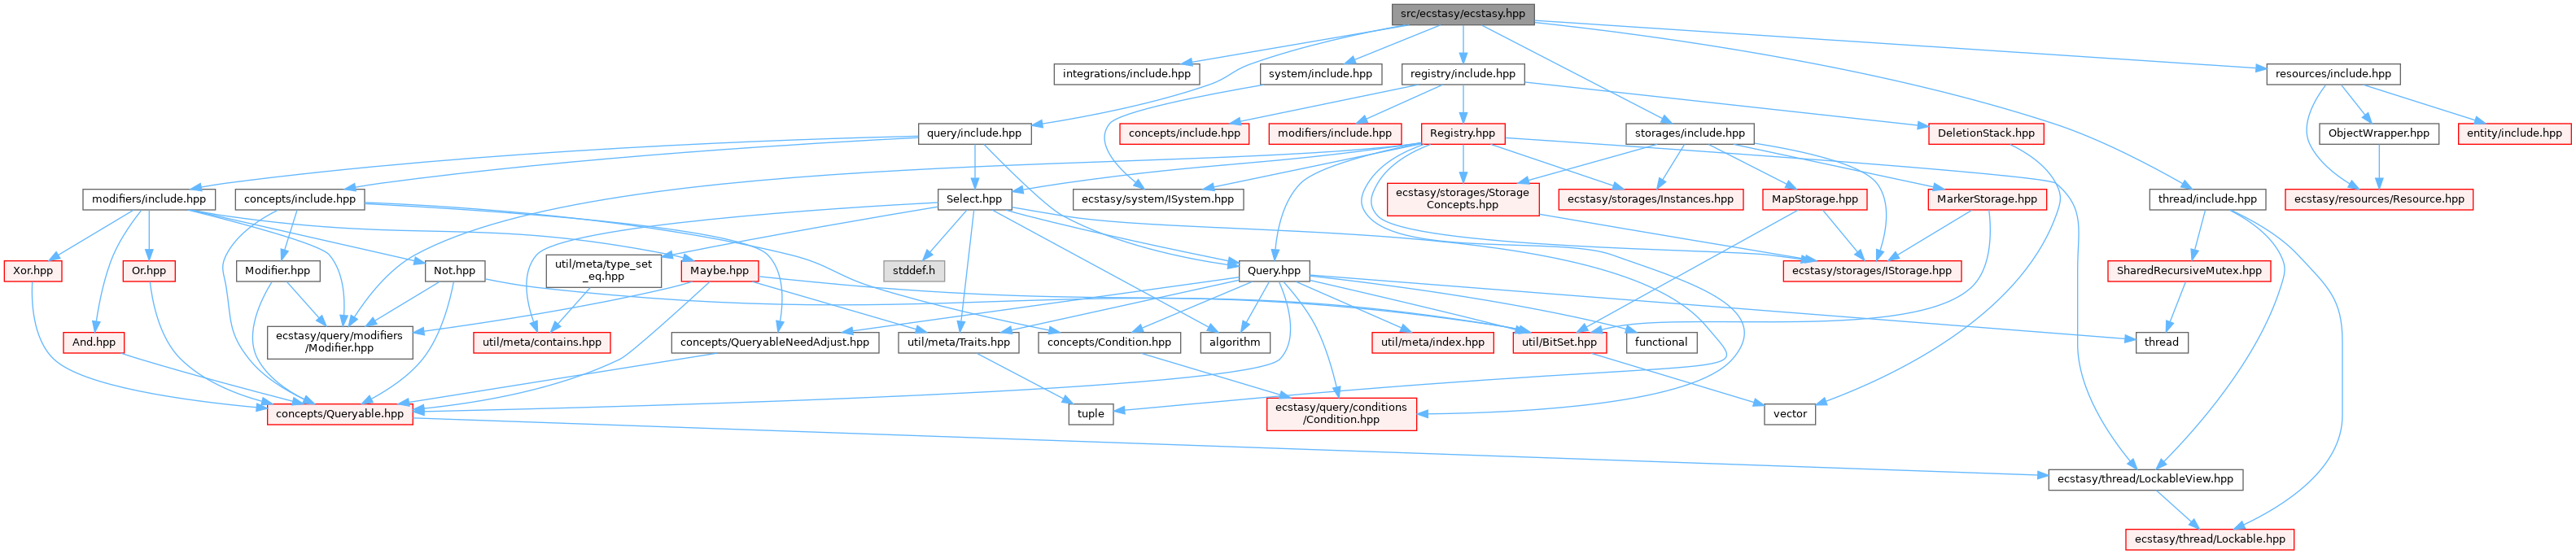 src/ecstasy/ecstasy.hpp
integrations/include.hpp
system/include.hpp
registry/include.hpp
resources/include.hpp
query/include.hpp
concepts/include.hpp
modifiers/include.hpp
Registry.hpp
storages/include.hpp
DeletionStack.hpp
ObjectWrapper.hpp
entity/include.hpp
modifiers/include.hpp
concepts/include.hpp
Select.hpp
ecstasy/system/ISystem.hpp
ecstasy/storages/Storage
Concepts.hpp
ecstasy/storages/Instances.hpp
MapStorage.hpp
MarkerStorage.hpp
thread/include.hpp
ecstasy/resources/Resource.hpp
Xor.hpp
Or.hpp
Modifier.hpp
Not.hpp
util/meta/type_set
_eq.hpp
Maybe.hpp
stddef.h
Query.hpp
ecstasy/storages/IStorage.hpp
SharedRecursiveMutex.hpp
And.hpp
ecstasy/query/modifiers
/Modifier.hpp
util/meta/contains.hpp
concepts/QueryableNeedAdjust.hpp
util/meta/Traits.hpp
concepts/Condition.hpp
algorithm
util/meta/index.hpp
util/BitSet.hpp
functional
thread
concepts/Queryable.hpp
tuple
ecstasy/query/conditions
/Condition.hpp
vector
ecstasy/thread/LockableView.hpp
ecstasy/thread/Lockable.hpp